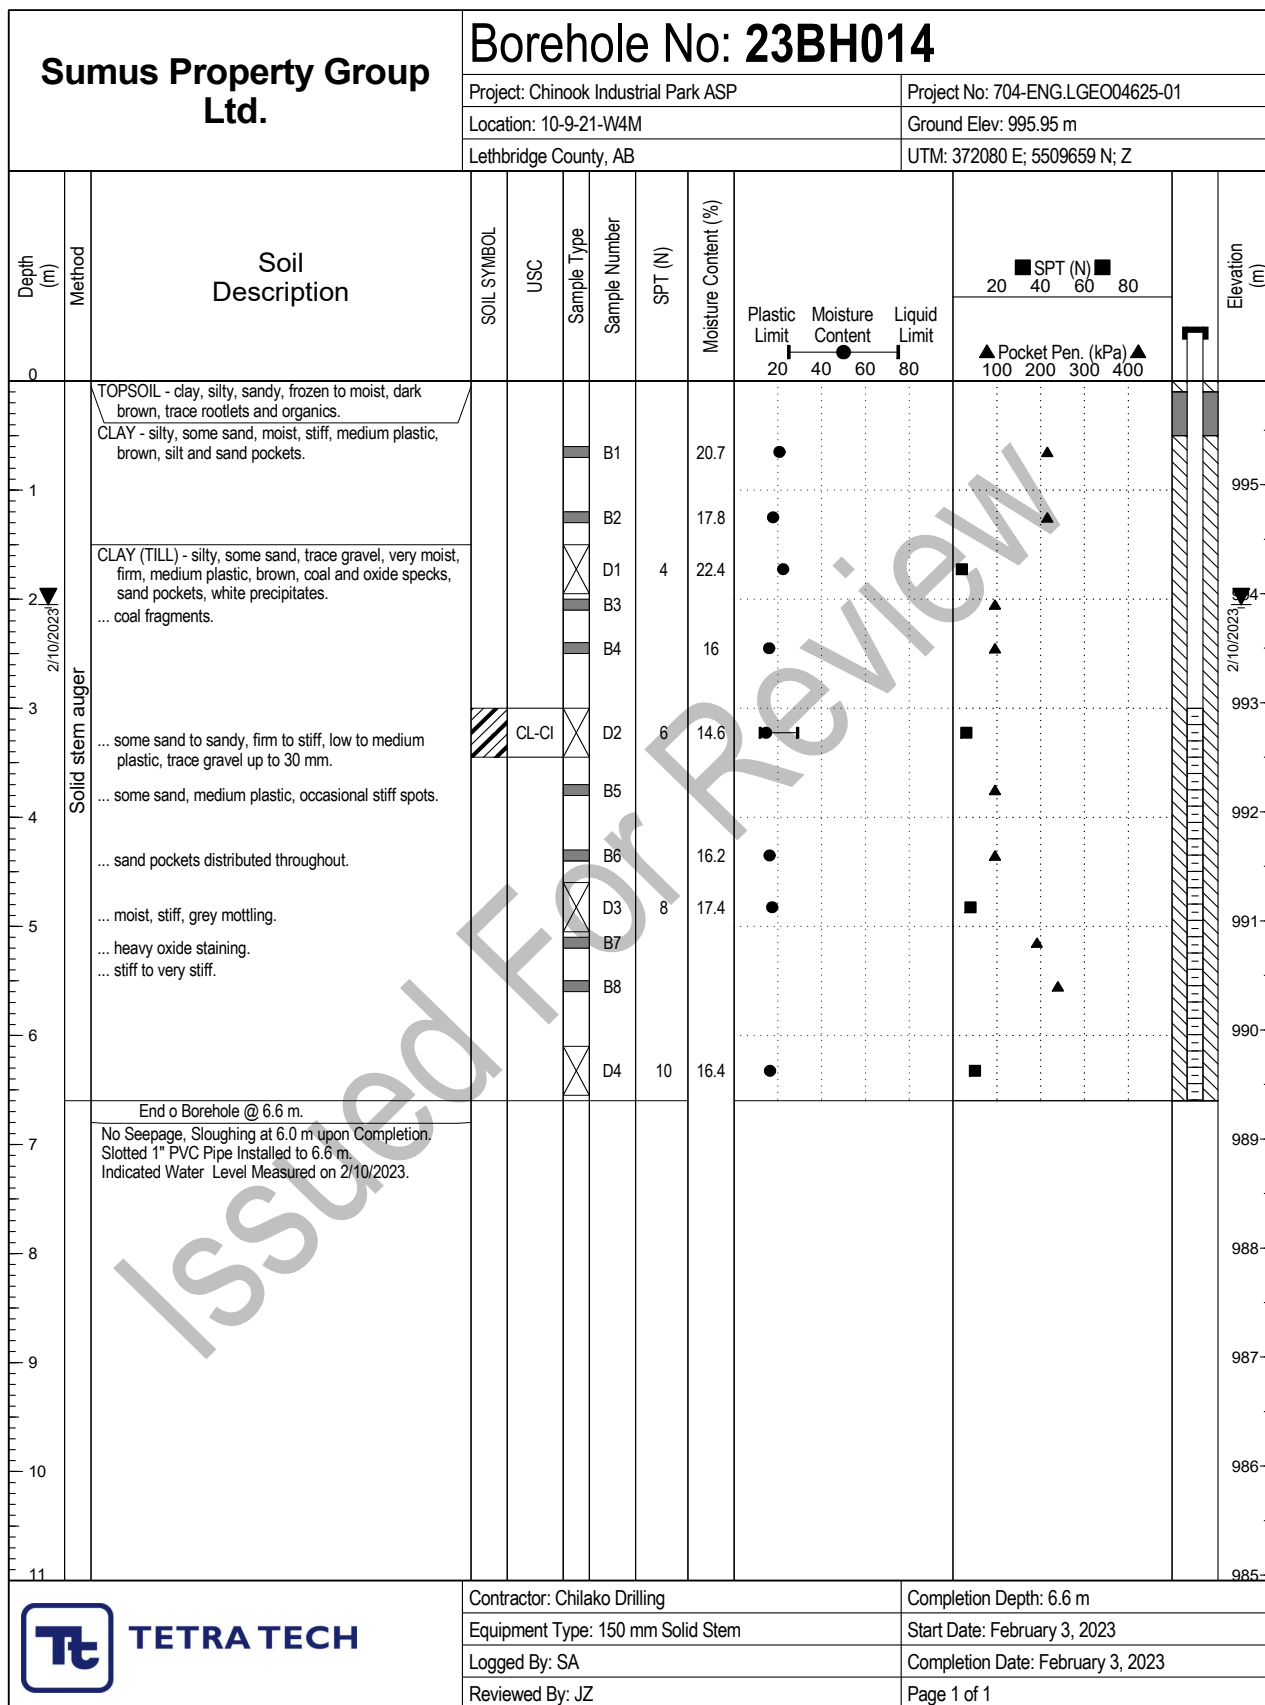 Sumus Property Group
Ltd.
Borehole No: 23BH014
Project: Chinook Industrial Park ASP
Project No: 704-ENG.LGEO04625-01
Location: 10-9-21-W4M
Ground Elev: 995.95 m
Lethbridge County, AB
UTM: 372080 E; 5509659 N; Z
Depth
(m)
Method
Soil
Description
SOIL SYMBOL
USC
Sample Type
Sample Number
SPT (N)
Moisture Content (%)
Plastic Moisture Liquid
Limit Content Limit
20 40 60 80
SPT (N)
20 40 60 80
Pocket Pen. (kPa)
100 200 300 400
Elevation
(m)
0
TOPSOIL - clay, silty, sandy, frozen to moist, dark
brown, trace rootlets and organics.
CLAY - silty, some sand, moist, stiff, medium plastic,
brown, silt and sand pockets.
B1 20.7
1 995
B2 17.8
CLAY (TILL) - silty, some sand, trace gravel, very moist,
firm, medium plastic, brown, coal and oxide specks,
sand pockets, white precipitates.
D1 4 22.4
2 994
B3
... coal fragments.
2/10/2023
2/10/2023
B4 16
Solid stem auger
3 993
CL-CI D2 6 14.6
... some sand to sandy, firm to stiff, low to medium
plastic, trace gravel up to 30 mm.
B5
... some sand, medium plastic, occasional stiff spots.
4 992
... sand pockets distributed throughout.
B6 16.2
D3 8 17.4
... moist, stiff, grey mottling.
5 991
B7
... heavy oxide staining.
... stiff to very stiff.
B8
6 990
D4 10 16.4
End o Borehole @ 6.6 m.
No Seepage, Sloughing at 6.0 m upon Completion.
Slotted 1" PVC Pipe Installed to 6.6 m.
Indicated Water Level Measured on 2/10/2023.
7 989
8 988
9 987
10 986
11 985
Issued For Review
TETRA TECH
Contractor: Chilako Drilling
Completion Depth: 6.6 m
Equipment Type: 150 mm Solid Stem
Start Date: February 3, 2023
Logged By: SA
Completion Date: February 3, 2023
Reviewed By: JZ
Page 1 of 1